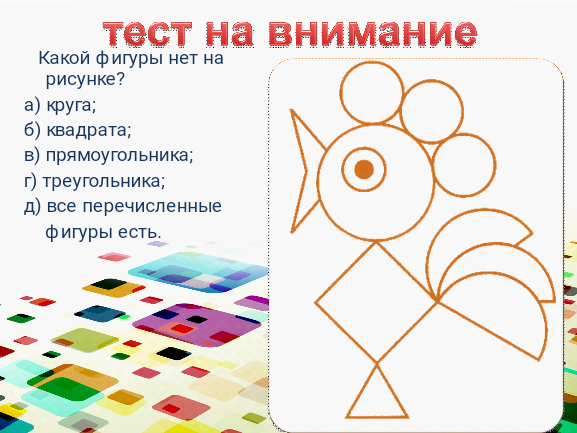 тест на внимание
Какой фигуры нет на
рисунке?
а) круга;
б) квадрата;
в) прямоугольника;
г) треугольника;
д) все перечисленные
фигуры есть.